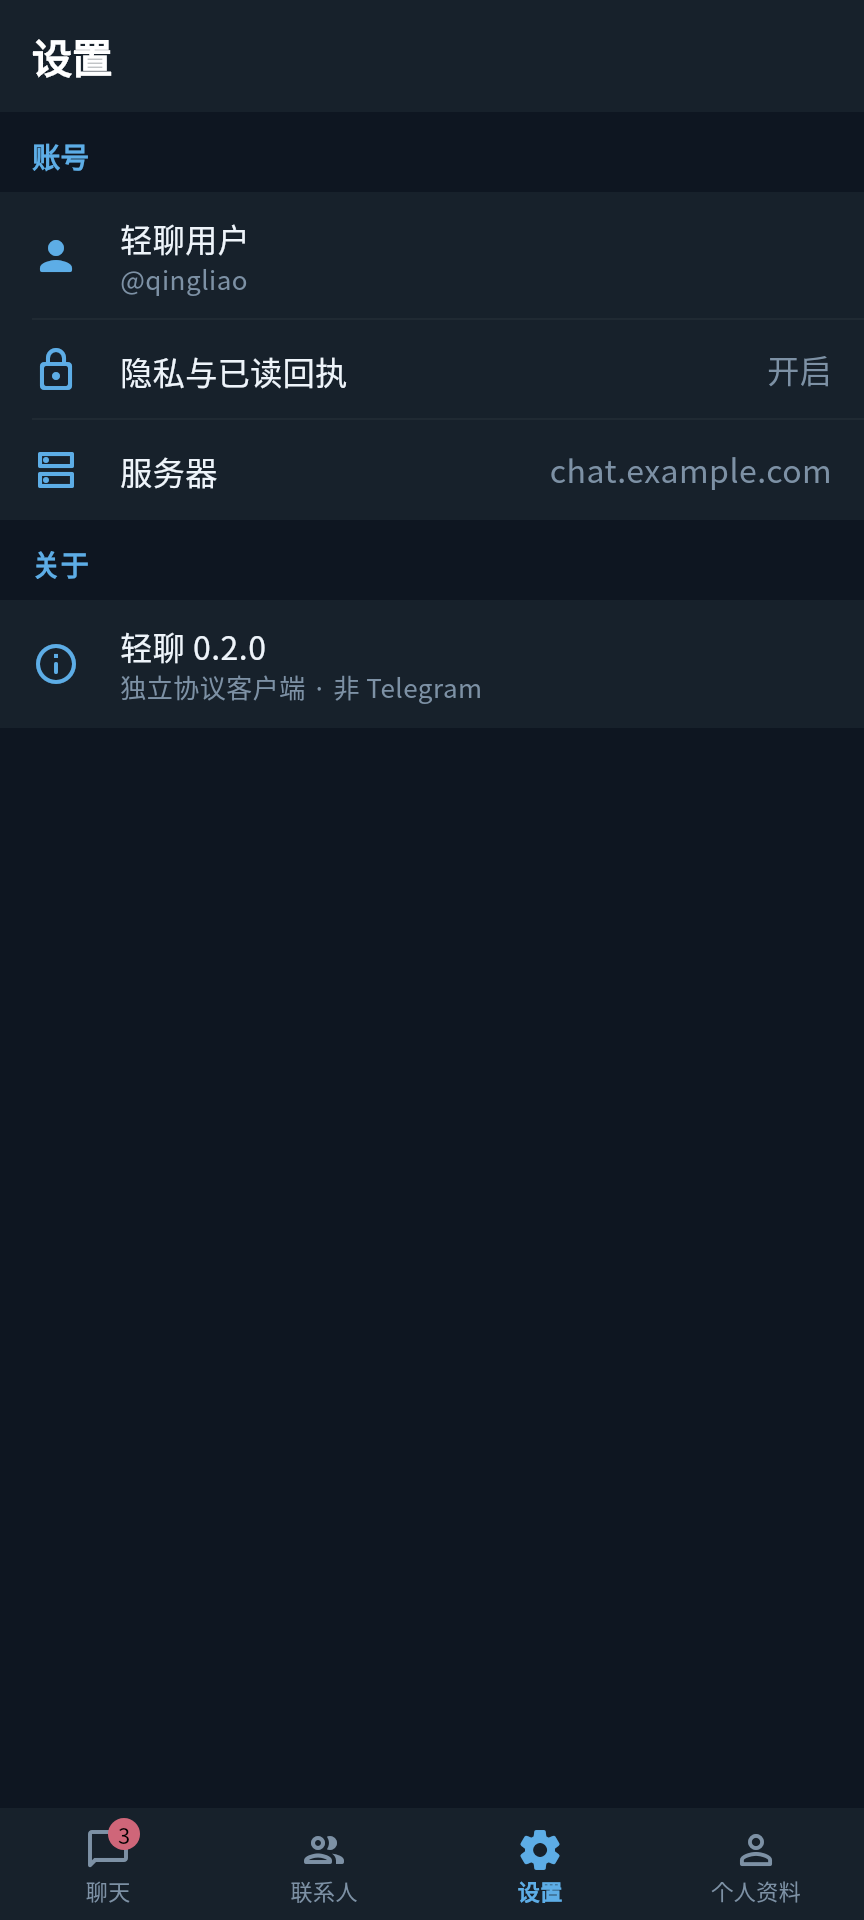 设置
账号
轻聊用户
@qingliao
隐私与已读回执
开启
服务器
chat.example.com
关于
轻聊 0.2.0
独立协议客户端 · 非 Telegram
3
聊天
联系人
设置
个人资料